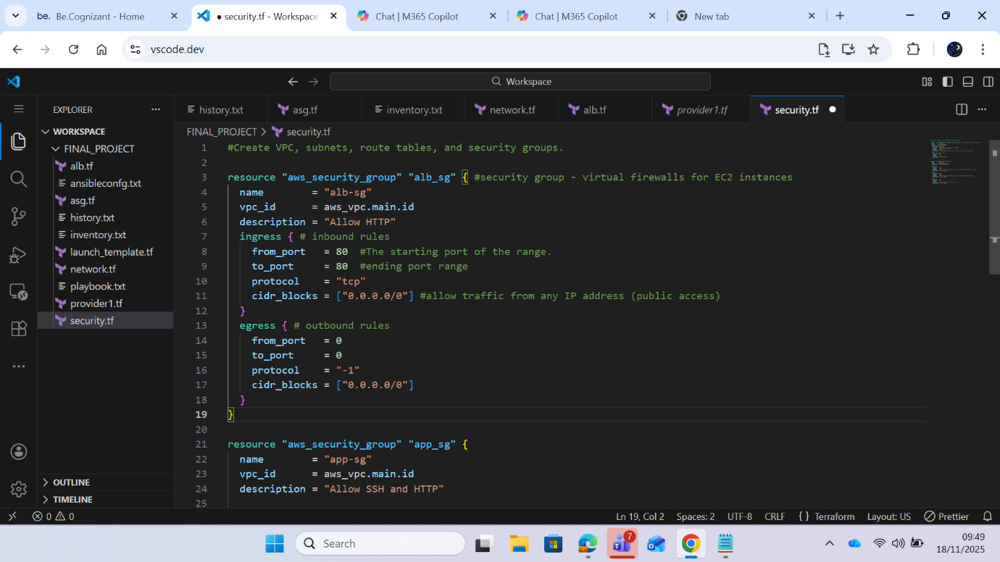 be. Be.Cognizant - Home
● security.tf - Workspace
Chat | M365 Copilot
Chat | M365 Copilot
New tab
vscode.dev
Workspace
EXPLORER
history.txt
asg.tf
inventory.txt
network.tf
alb.tf
provider1.tf
security.tf
WORKSPACE
FINAL_PROJECT > security.tf
FINAL_PROJECT
alb.tf
ansibleconfg.txt
asg.tf
history.txt
inventory.txt
launch_template.tf
network.tf
playbook.txt
provider1.tf
security.tf
OUTLINE
TIMELINE
1 #Create VPC, subnets, route tables, and security groups.
2
3 resource "aws_security_group" "alb_sg" { #security group - virtual firewalls for EC2 instances
4 name = "alb-sg"
5 vpc_id = aws_vpc.main.id
6 description = "Allow HTTP"
7 ingress { # inbound rules
8 from_port = 80 #The starting port of the range.
9 to_port = 80 #ending port range
10 protocol = "tcp"
11 cidr_blocks = ["0.0.0.0/0"] #allow traffic from any IP address (public access)
12 }
13 egress { # outbound rules
14 from_port = 0
15 to_port = 0
16 protocol = "-1"
17 cidr_blocks = ["0.0.0.0/0"]
18 }
19 }
20
21 resource "aws_security_group" "app_sg" {
22 name = "app-sg"
23 vpc_id = aws_vpc.main.id
24 description = "Allow SSH and HTTP"
25
0 0
Ln 19, Col 2
Spaces: 2
UTF-8
CRLF
{ } Terraform
Layout: US
Prettier
Search
7
09:49
18/11/2025